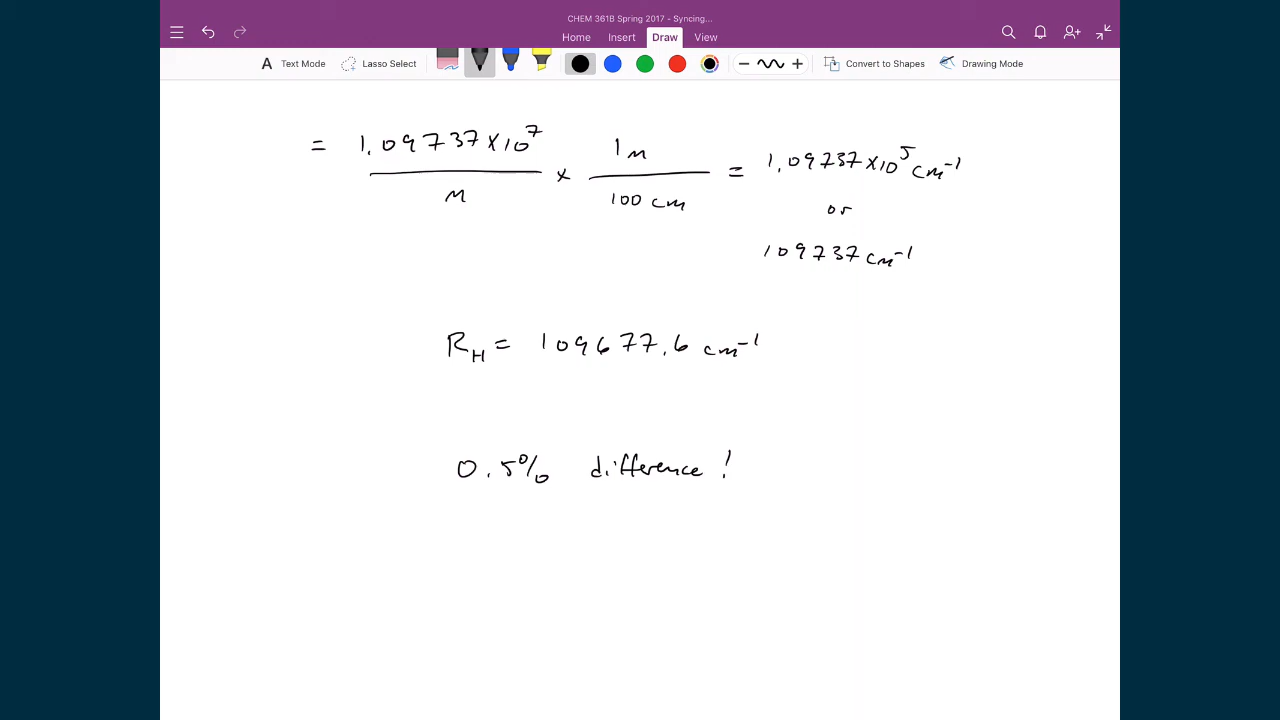 CHEM 361B Spring 2017 - Syncing...
Home Insert Draw View
A Text Mode Lasso Select Convert to Shapes Drawing Mode
= 1.09737 x 10^7 / m x 1 m / 100 cm = 1.09737 x 10^5 cm^-1
or
109737 cm^-1
R_H = 109677.6 cm^-1
0.5% difference!